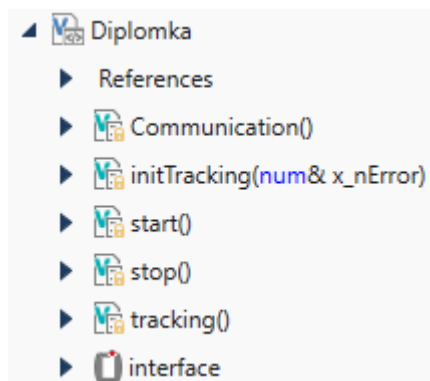 Diplomka
References
Communication()
initTracking(num& x_nError)
start()
stop()
tracking()
interface